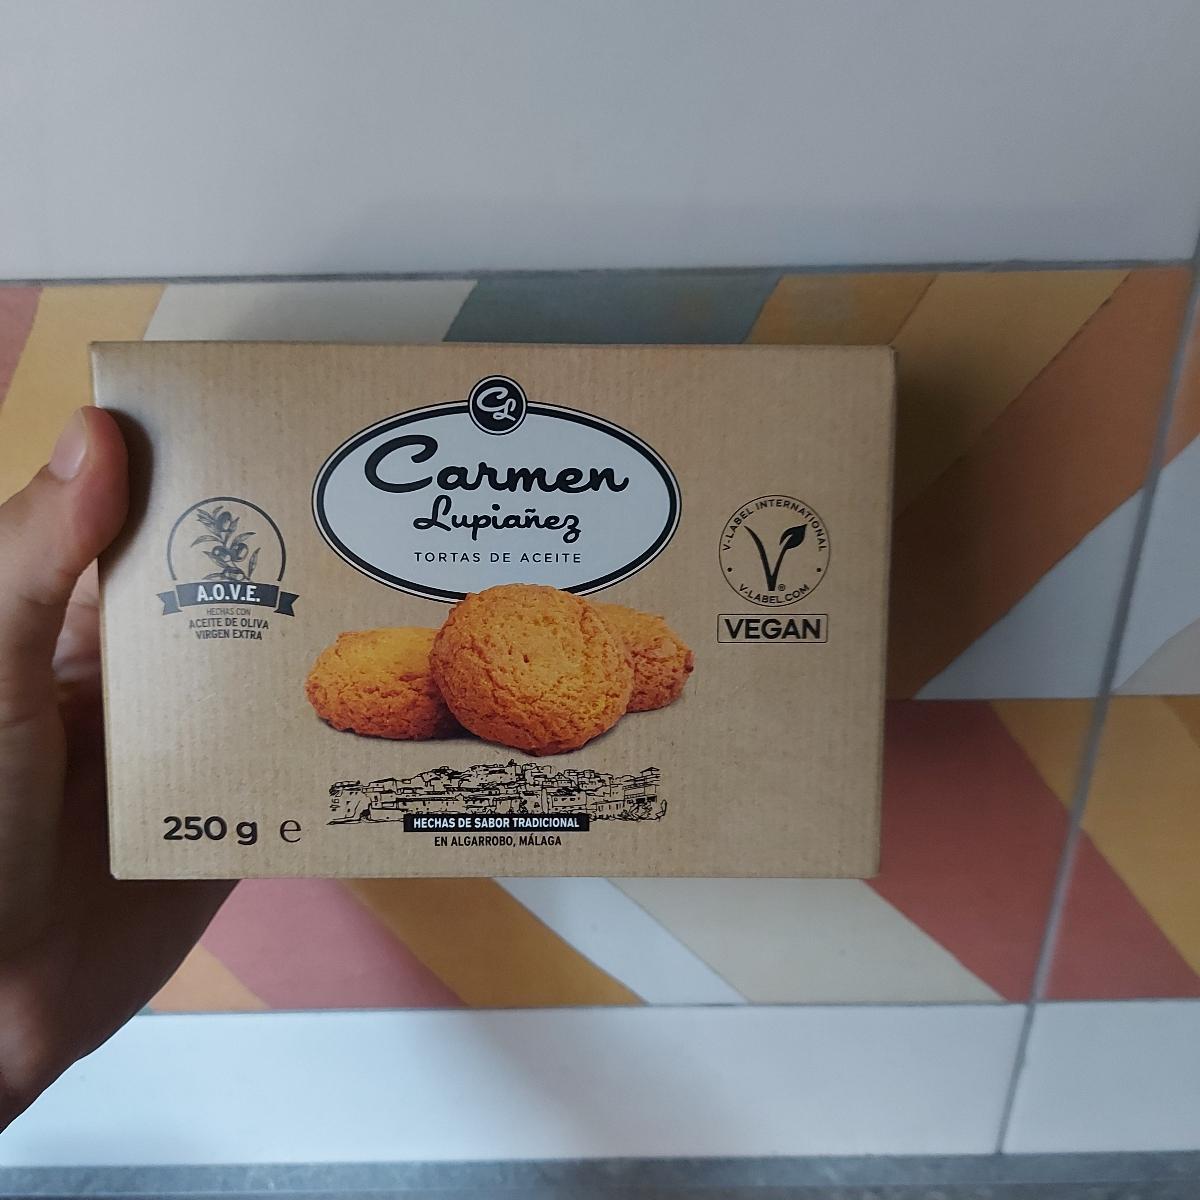 CL
Carmen
Lupiañez
TORTAS DE ACEITE
A.O.V.E.
HECHAS CON
ACEITE DE OLIVA
VIRGEN EXTRA
V-LABEL INTERNATIONAL
V-LABEL.COM
®
VEGAN
250 g e
HECHAS DE SABOR TRADICIONAL
EN ALGARROBO, MÁLAGA